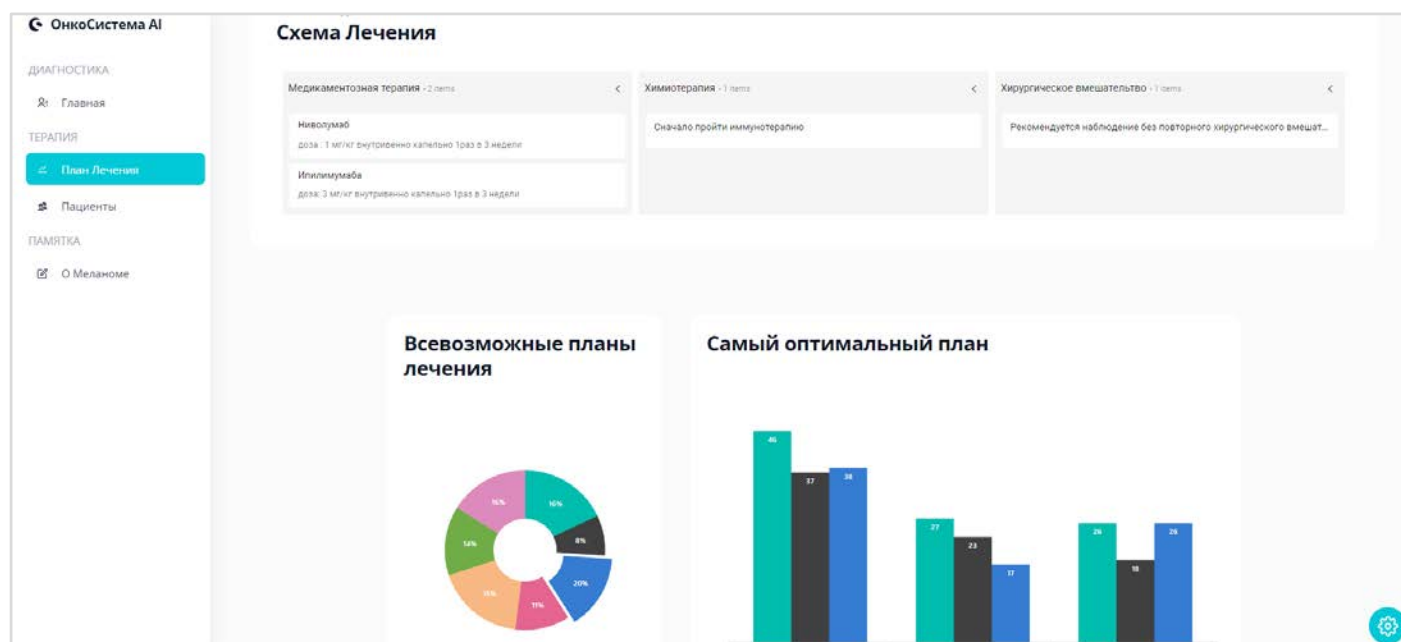 ОнкоСистема AI
ДИАГНОСТИКА
Главная
ТЕРАПИЯ
План Лечения
Пациенты
ПАМЯТКА
О Меланоме
Схема Лечения
Медикаментозная терапия - 2 items
Ниволумаб
доза : 1 мг/кг внутривенно капельно 1раз в 3 недели
Ипилимумаба
доза: 3 мг/кг внутривенно капельно 1раз в 3 недели
Химиотерапия - 1 items
Сначало пройти иммунотерапию
Хирургическое вмешательство - 1 items
Рекомендуется наблюдение без повторного хирургического вмешат...
Всевозможные планы
лечения
16%
16%
8%
14%
20%
11%
Самый оптимальный план
46
37
38
27
23
17
26
18
26